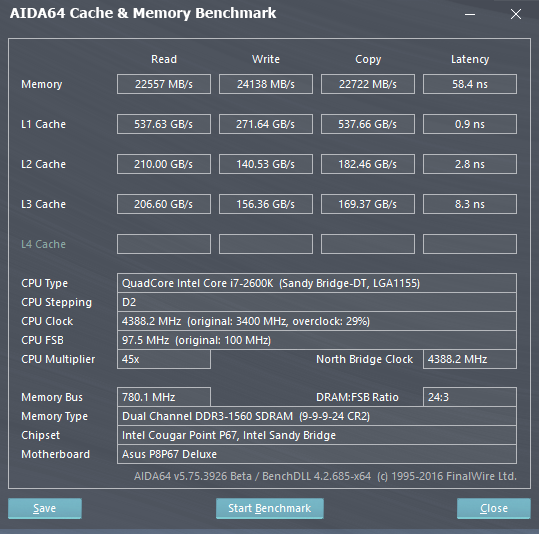 AIDA64 Cache & Memory Benchmark
Read Write Copy Latency
Memory 22557 MB/s 24138 MB/s 22722 MB/s 58.4 ns
L1 Cache 537.63 GB/s 271.64 GB/s 537.66 GB/s 0.9 ns
L2 Cache 210.00 GB/s 140.53 GB/s 182.46 GB/s 2.8 ns
L3 Cache 206.60 GB/s 156.36 GB/s 169.37 GB/s 8.3 ns
L4 Cache
CPU Type QuadCore Intel Core i7-2600K (Sandy Bridge-DT, LGA1155)
CPU Stepping D2
CPU Clock 4388.2 MHz (original: 3400 MHz, overclock: 29%)
CPU FSB 97.5 MHz (original: 100 MHz)
CPU Multiplier 45x North Bridge Clock 4388.2 MHz
Memory Bus 780.1 MHz DRAM:FSB Ratio 24:3
Memory Type Dual Channel DDR3-1560 SDRAM (9-9-9-24 CR2)
Chipset Intel Cougar Point P67, Intel Sandy Bridge
Motherboard Asus P8P67 Deluxe
AIDA64 v5.75.3926 Beta / BenchDLL 4.2.685-x64 (c) 1995-2016 FinalWire Ltd.
Save Start Benchmark Close